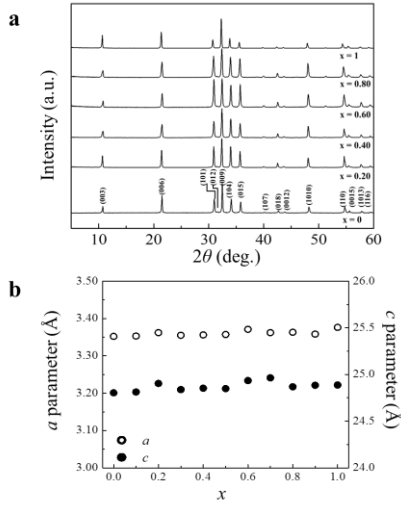 a
Intensity (a.u.)
x = 1
x = 0.80
x = 0.60
x = 0.40
x = 0.20
x = 0
(003)
(006)
(101)
(012)
(009)
(104)
(015)
(107)
(018)
(0012)
(1010)
(110)
(0015)
(1013)
(116)
10 20 30 40 50 60
2θ (deg.)
b
3.50 26.0
3.40 25.5
3.30 25.0
3.20 24.5
3.10
3.00 24.0
a parameter (Å)
c parameter (Å)
a
c
0.0 0.2 0.4 0.6 0.8 1.0
x